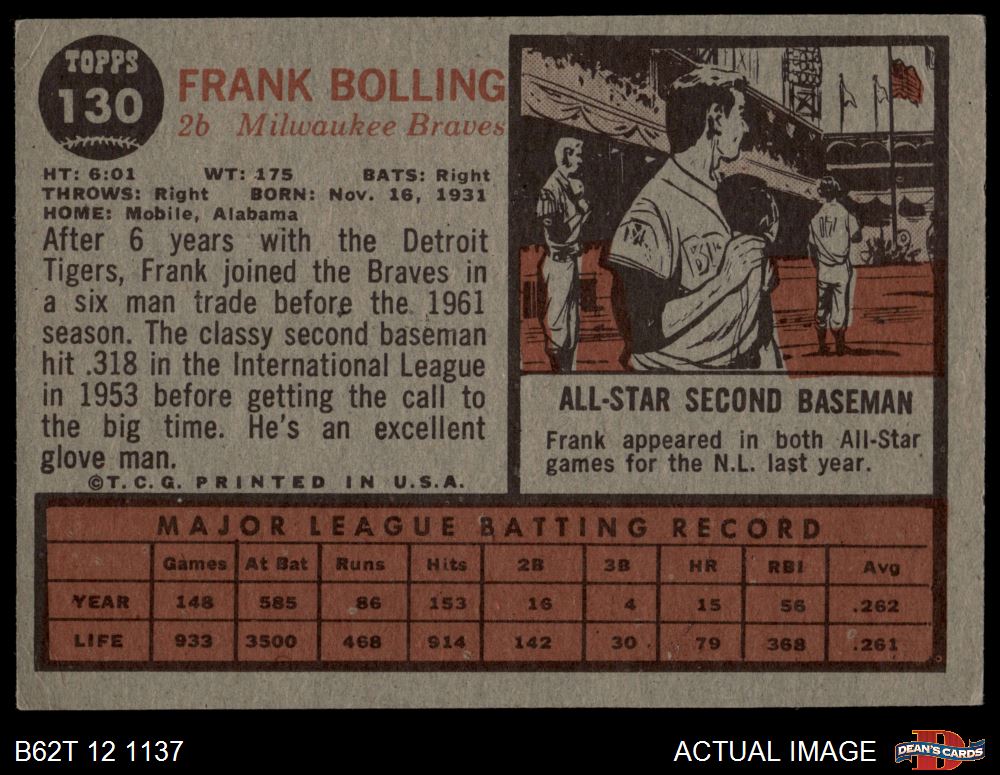 TOPPS
130
FRANK BOLLING
2b Milwaukee Braves
HT: 6:01 WT: 175 BATS: Right
THROWS: Right BORN: Nov. 16, 1931
HOME: Mobile, Alabama
After 6 years with the Detroit
Tigers, Frank joined the Braves in
a six man trade before the 1961
season. The classy second baseman
hit .318 in the International League
in 1953 before getting the call to
the big time. He's an excellent
glove man.
©T.C.G. PRINTED IN U.S.A.
ALL-STAR SECOND BASEMAN
Frank appeared in both All-Star
games for the N.L. last year.
MAJOR LEAGUE BATTING RECORD
Games At Bat Runs Hits 2B 3B HR RBI Avg
YEAR 148 585 86 153 16 4 15 56 .262
LIFE 933 3500 468 914 142 30 79 368 .261
B62T 12 1137
ACTUAL IMAGE
DEAN'S CARDS